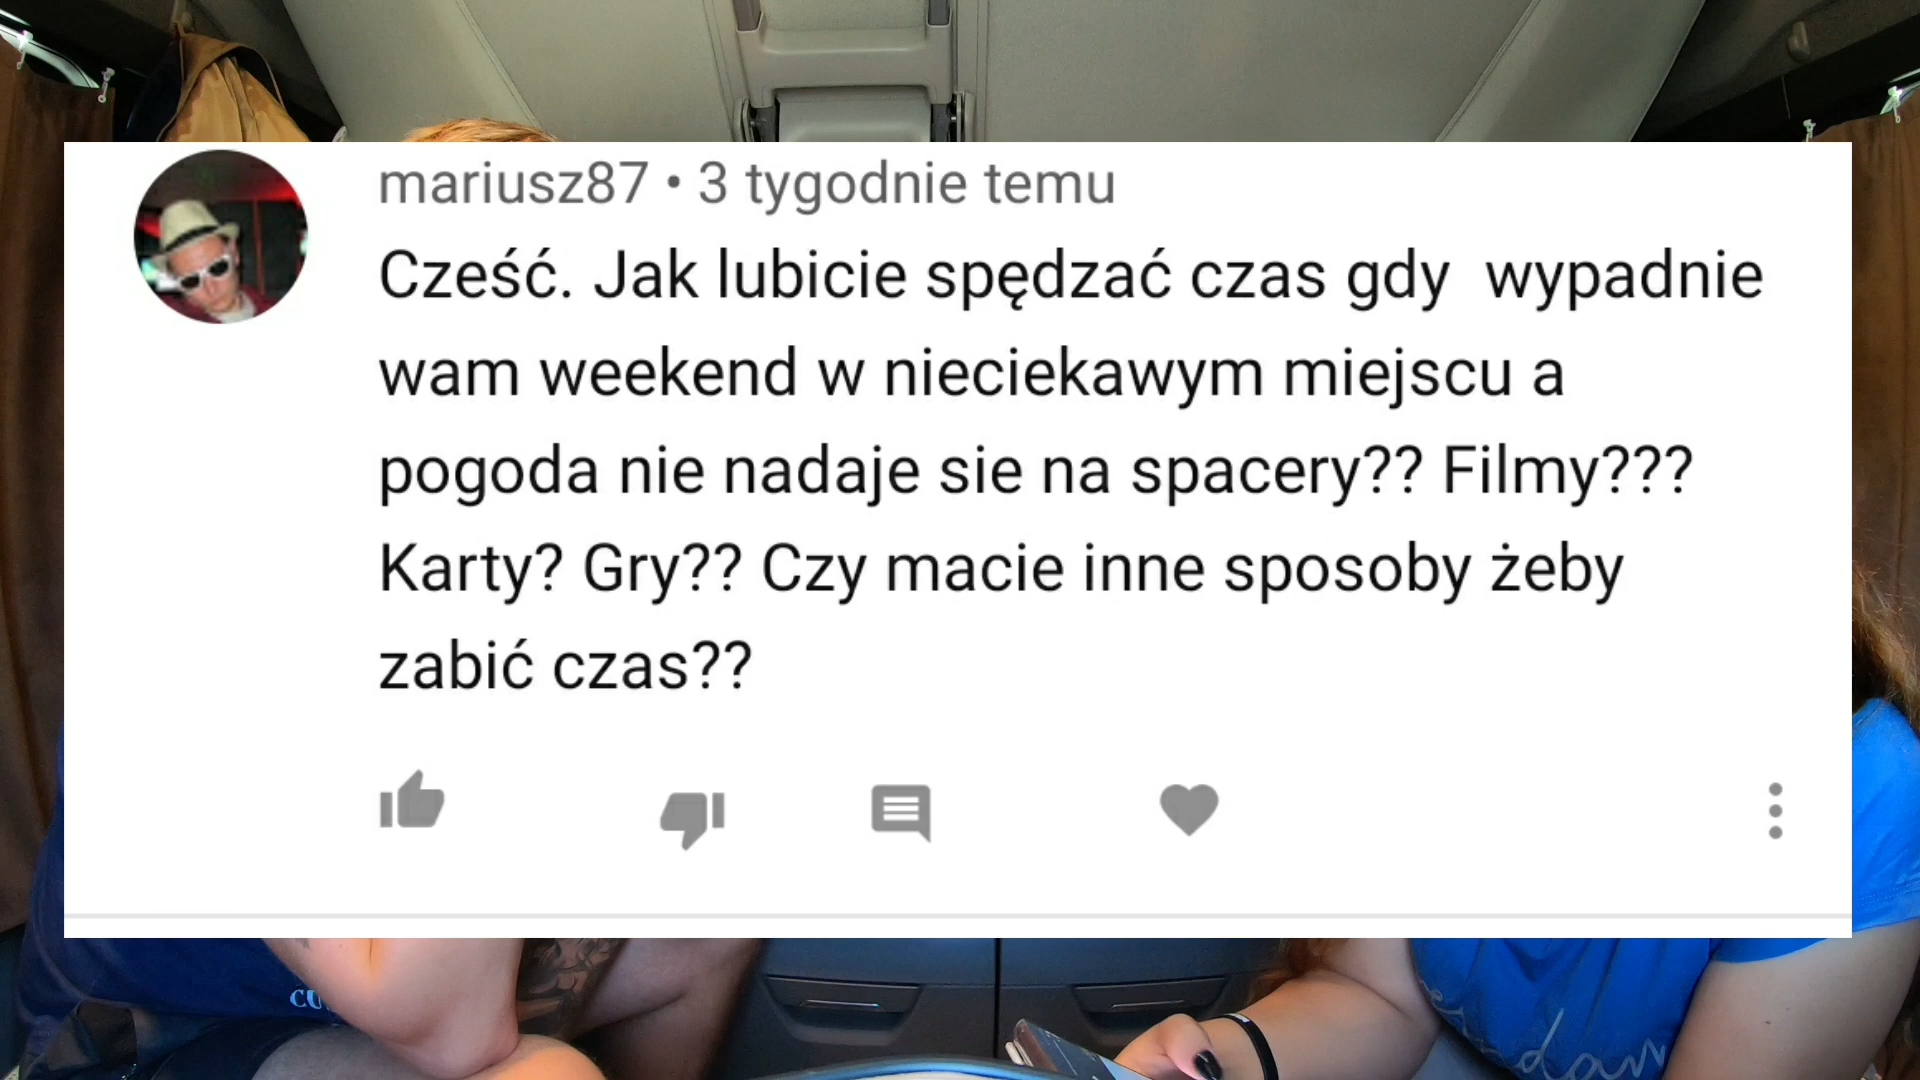 mariusz87 • 3 tygodnie temu
Cześć. Jak lubicie spędzać czas gdy  wypadnie
wam weekend w nieciekawym miejscu a
pogoda nie nadaje sie na spacery?? Filmy???
Karty? Gry?? Czy macie inne sposoby żeby
zabić czas??